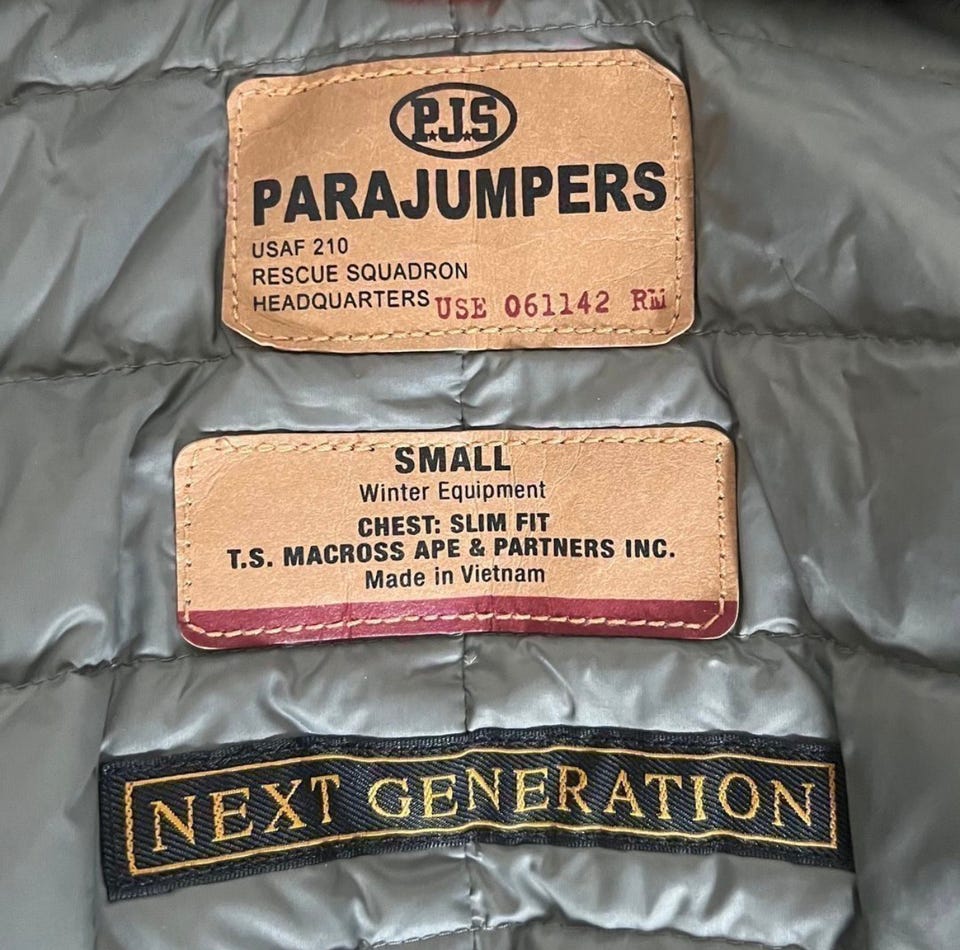 P.J.S
PARAJUMPERS
USAF 210
RESCUE SQUADRON
HEADQUARTERS USE 061142 RM
SMALL
Winter Equipment
CHEST: SLIM FIT
T.S. MACROSS APE & PARTNERS INC.
Made in Vietnam
NEXT GENERATION